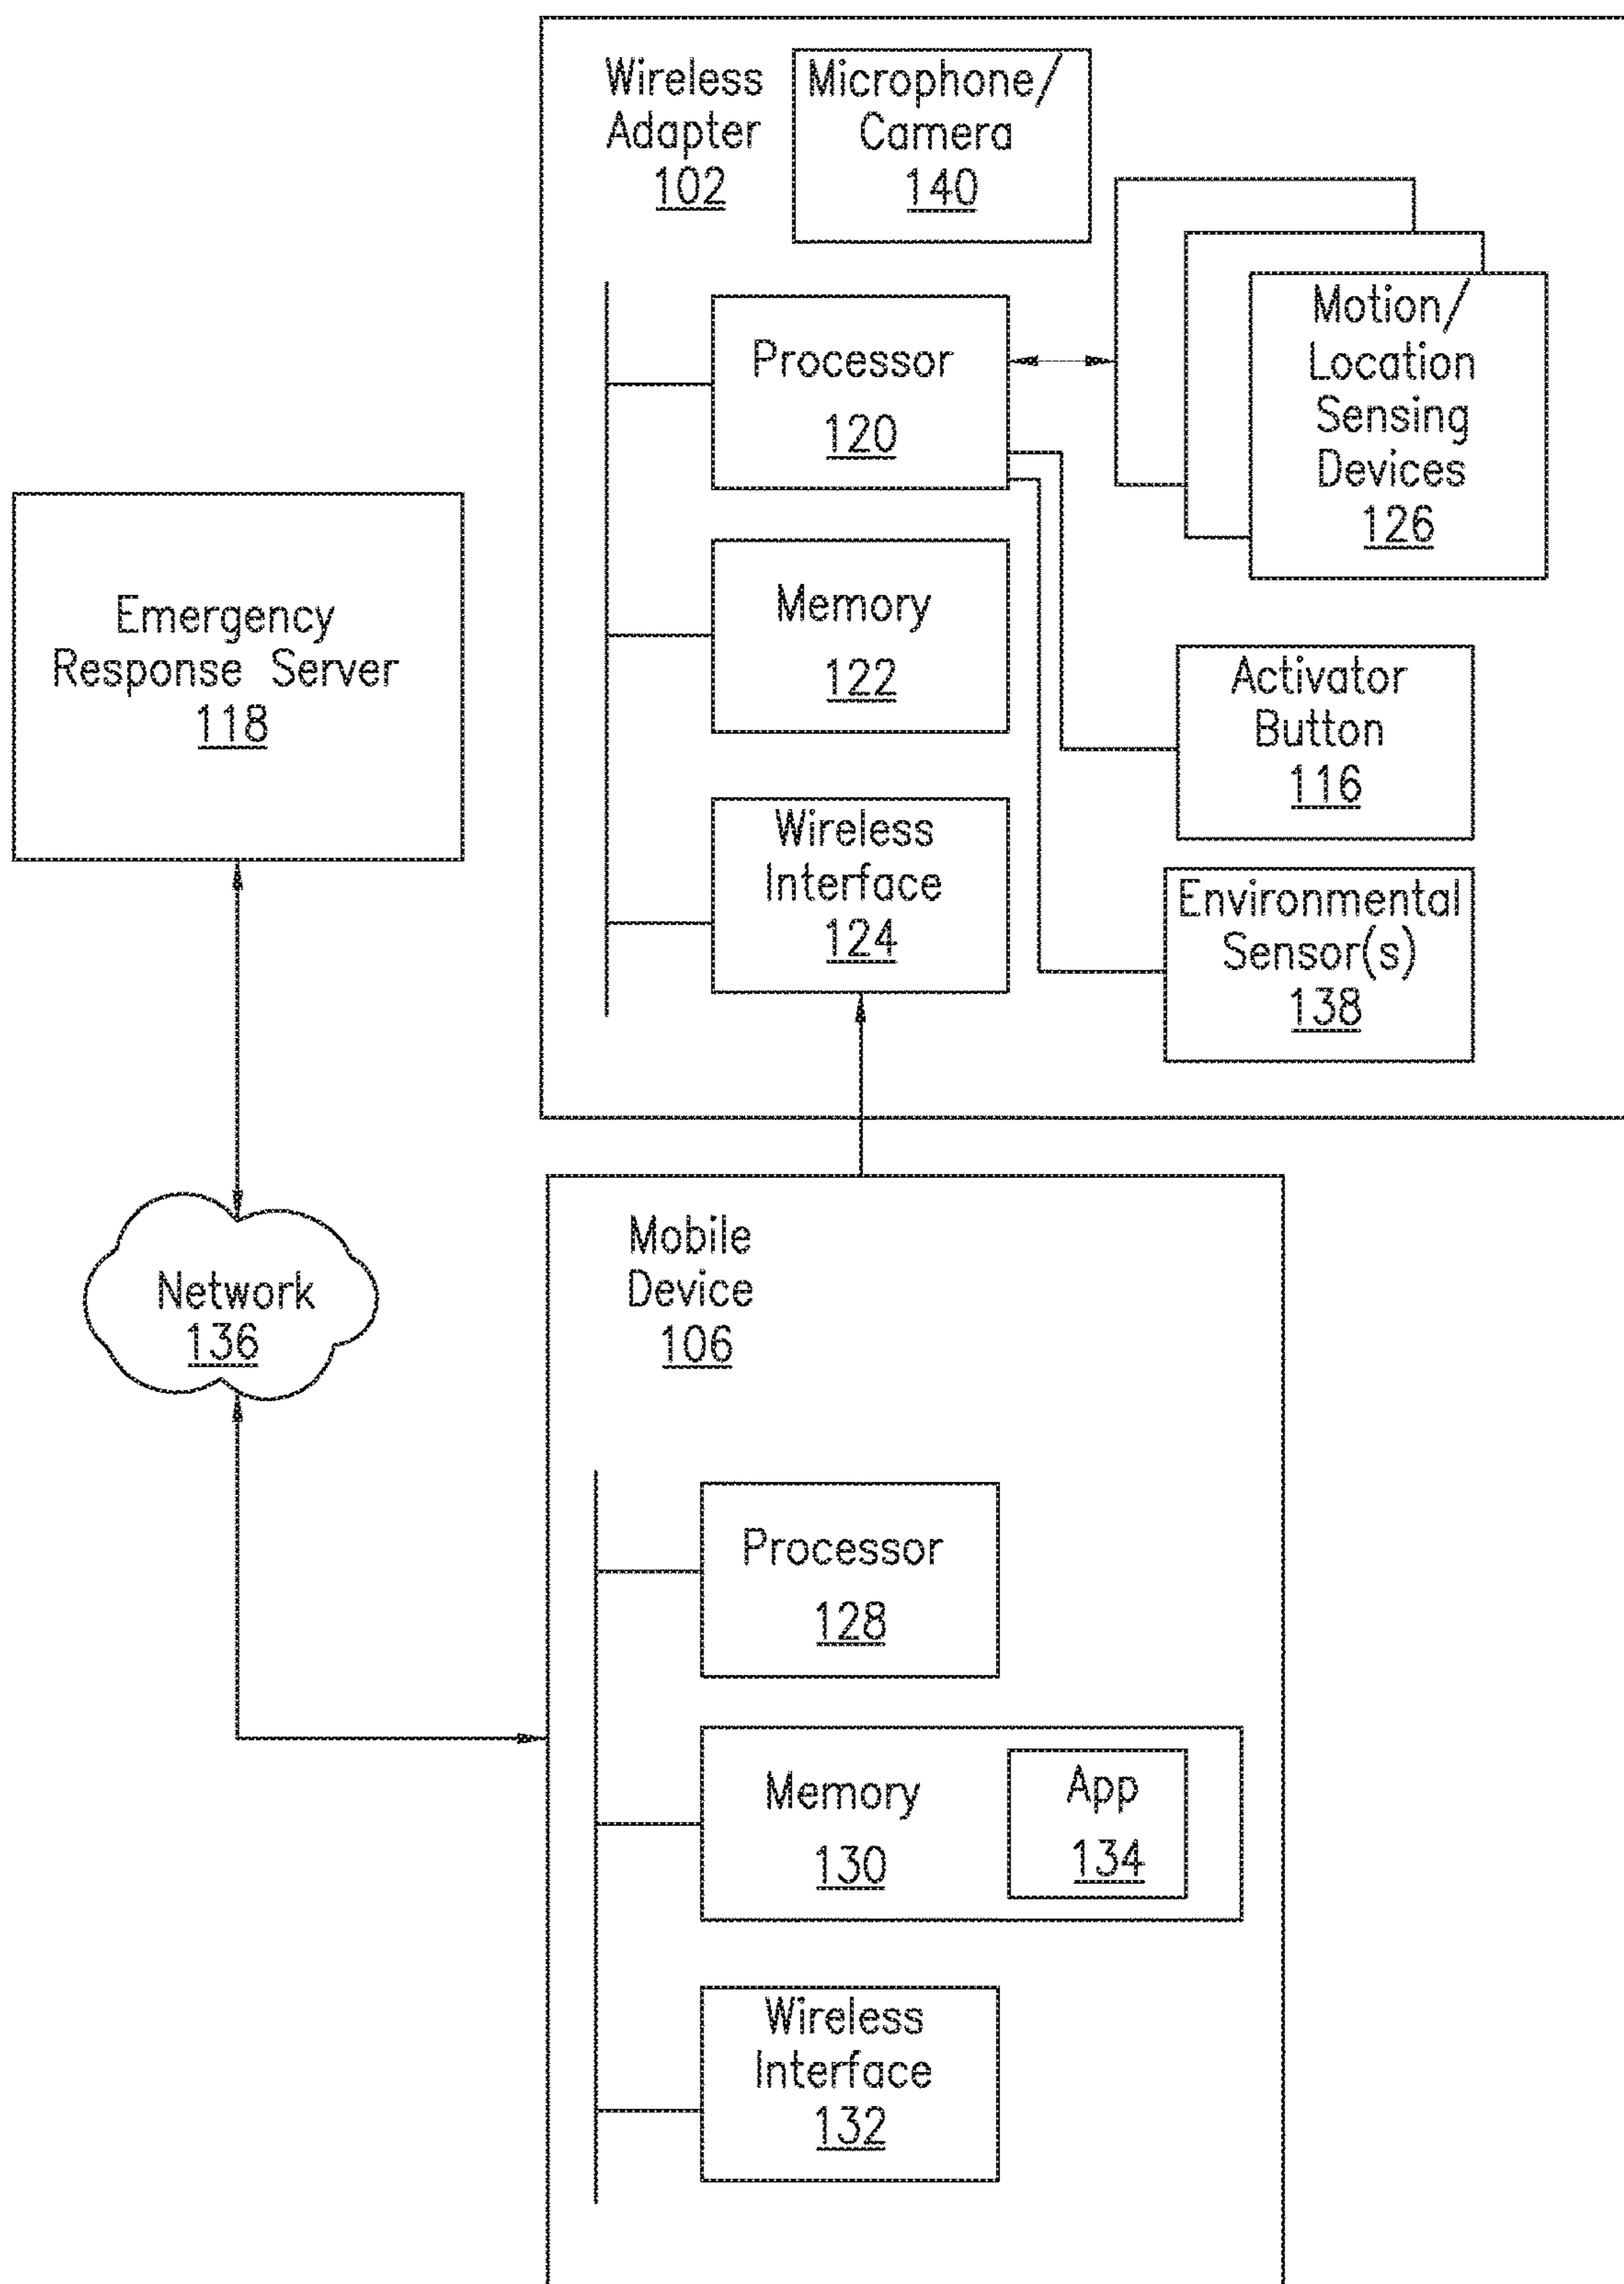 Wireless
Adapter
102
Microphone/
Camera
140
Processor
120
Motion/
Location
Sensing
Devices
126
Memory
122
Activator
Button
116
Wireless
Interface
124
Environmental
Sensor(s)
138
Emergency
Response Server
118
Network
136
Mobile
Device
106
Processor
128
Memory
130
App
134
Wireless
Interface
132